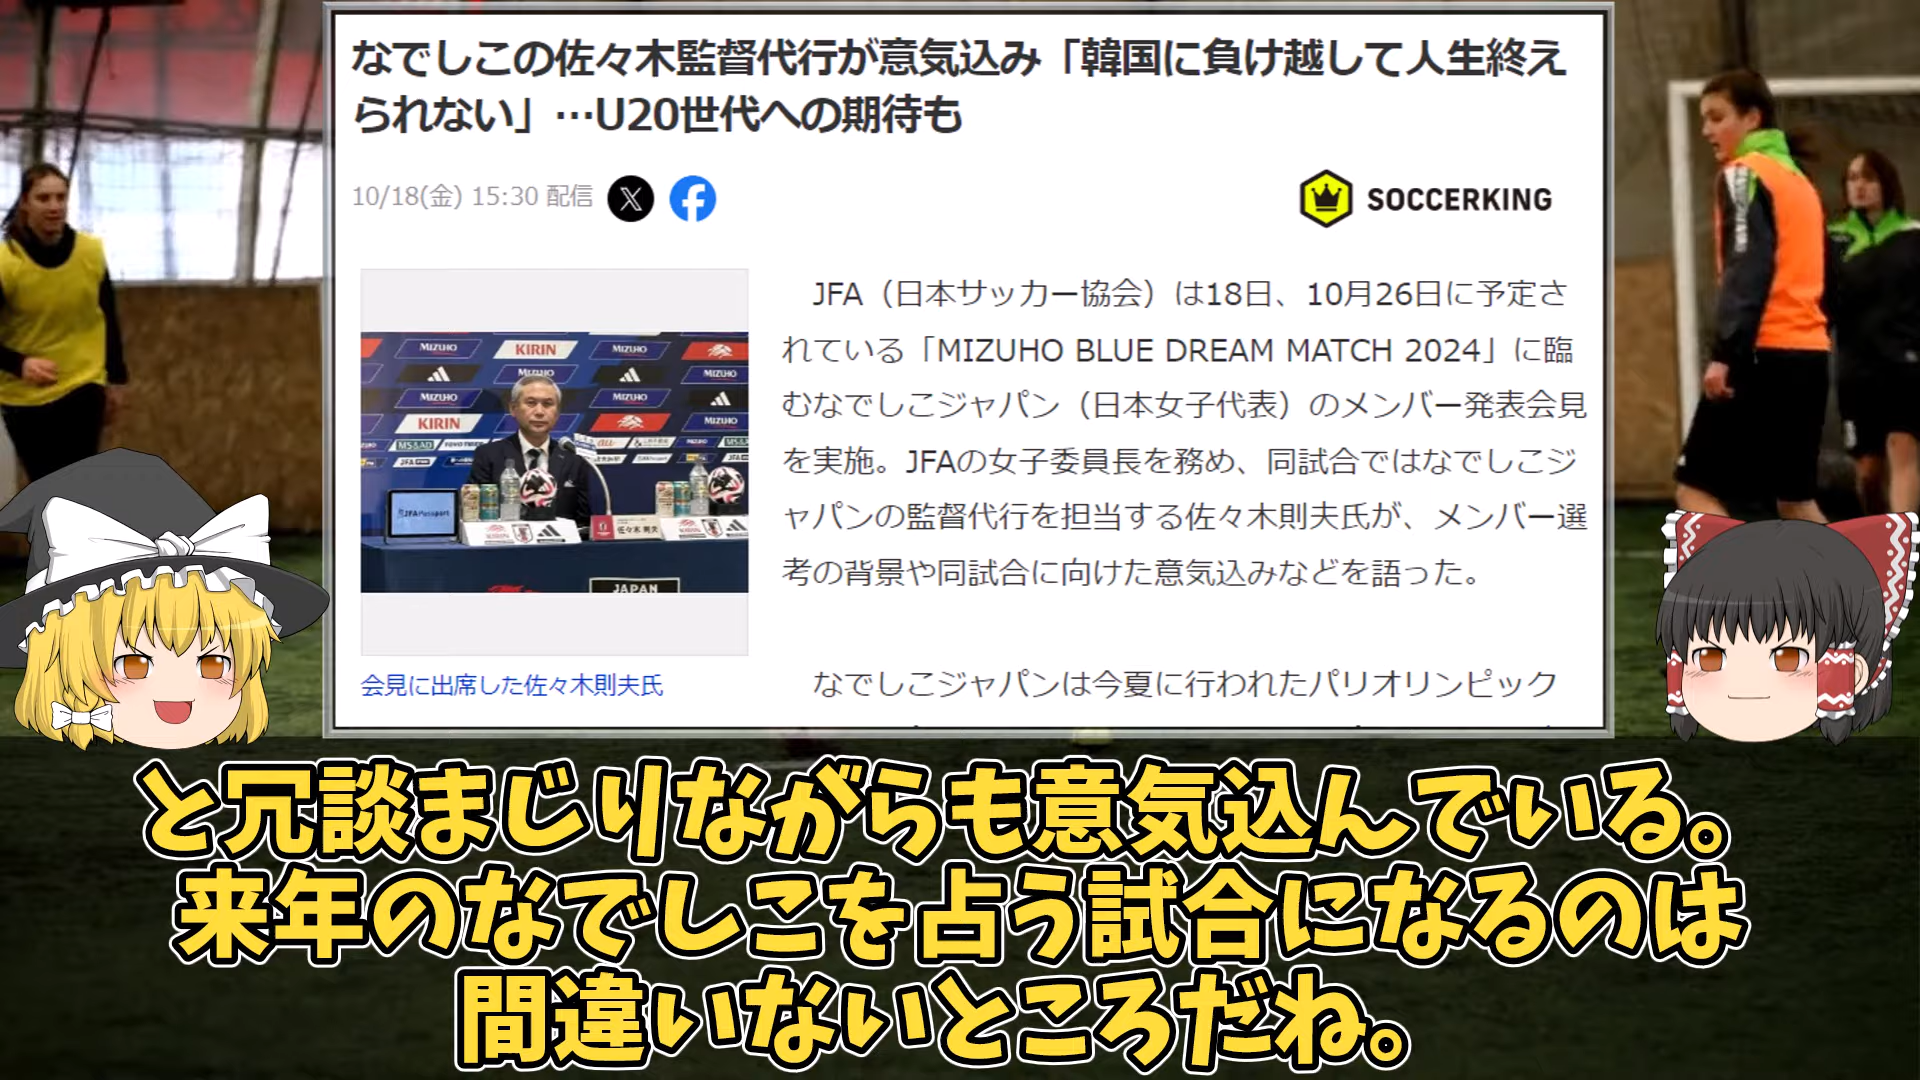 なでしこの佐々木監督代行が意気込み「韓国に負け越して人生終え
られない」…U20世代への期待も
10/18(金) 15:30 配信
SOCCERKING
JFA（日本サッカー協会）は18日、10月26日に予定さ
れている「MIZUHO BLUE DREAM MATCH 2024」に臨
むなでしこジャパン（日本女子代表）のメンバー発表会見
を実施。JFAの女子委員長を務め、同試合ではなでしこジ
ャパンの監督代行を担当する佐々木則夫氏が、メンバー選
考の背景や同試合に向けた意気込みなどを語った。
なでしこジャパンは今夏に行われたパリオリンピック
MIZUHO
KIRIN
MIZUHO
MIZUHO
MIZUHO
MIZUHO
MIZUHO
KIRIN
MIZUHO
MS&AD
JAPAN
会見に出席した佐々木則夫氏
と冗談まじりながらも意気込んでいる。
来年のなでしこを占う試合になるのは
間違いないところだね。